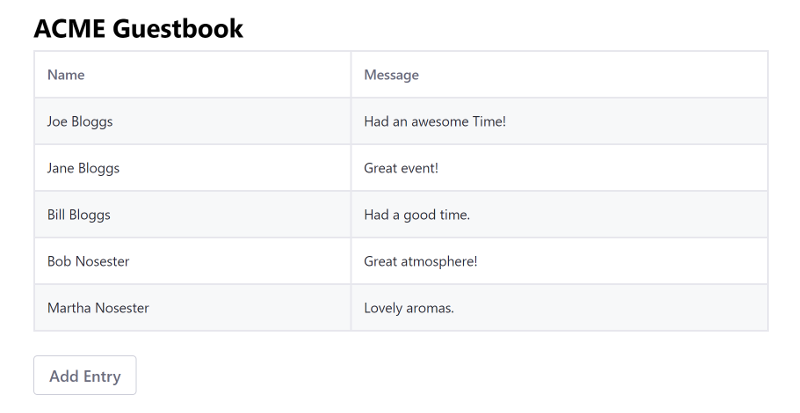 ACME Guestbook
Name Message
Joe Bloggs Had an awesome Time!
Jane Bloggs Great event!
Bill Bloggs Had a good time.
Bob Nosester Great atmosphere!
Martha Nosester Lovely aromas.
Add Entry